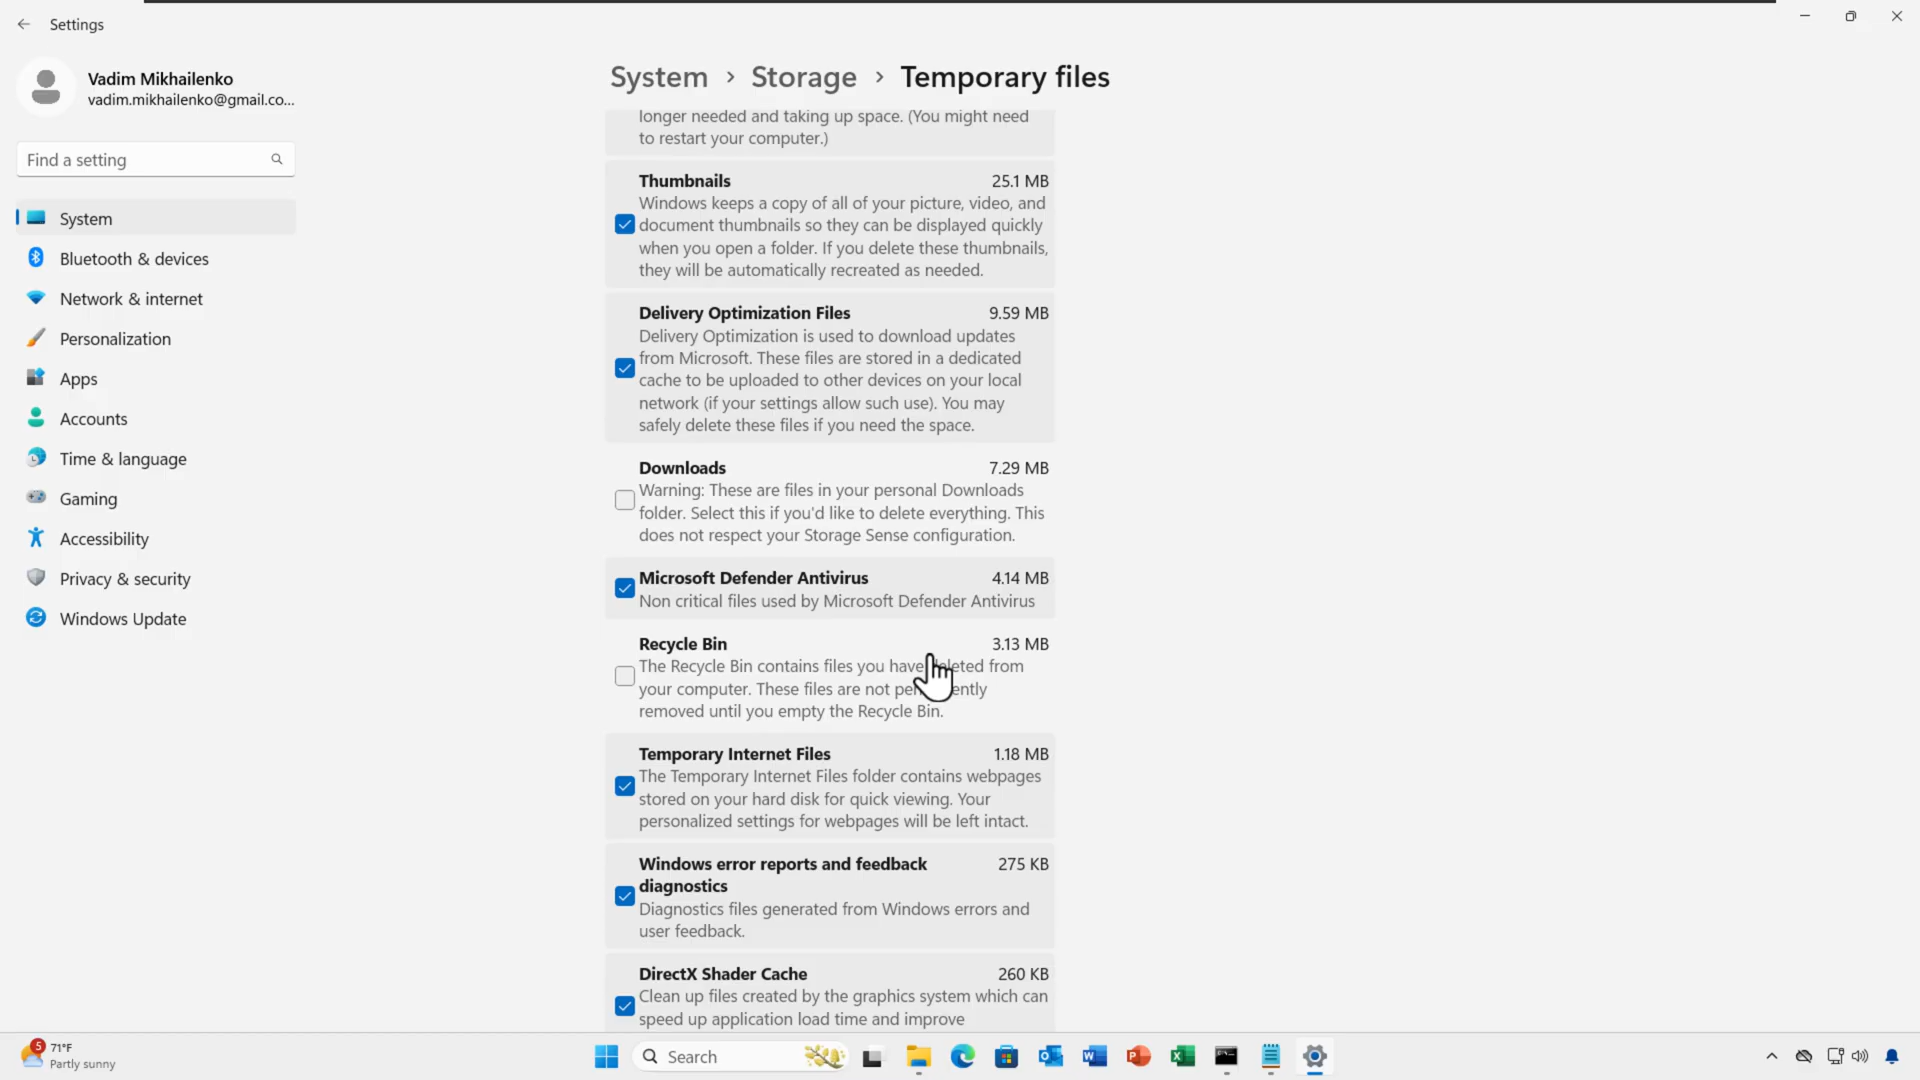 Settings
Vadim Mikhailenko
vadim.mikhailenko@gmail.co...
Find a setting
System
Bluetooth & devices
Network & internet
Personalization
Apps
Accounts
Time & language
Gaming
Accessibility
Privacy & security
Windows Update
System › Storage › Temporary files
longer needed and taking up space. (You might need
to restart your computer.)
Thumbnails 25.1 MB
Windows keeps a copy of all of your picture, video, and
document thumbnails so they can be displayed quickly
when you open a folder. If you delete these thumbnails,
they will be automatically recreated as needed.
Delivery Optimization Files 9.59 MB
Delivery Optimization is used to download updates
from Microsoft. These files are stored in a dedicated
cache to be uploaded to other devices on your local
network (if your settings allow such use). You may
safely delete these files if you need the space.
Downloads 7.29 MB
Warning: These are files in your personal Downloads
folder. Select this if you'd like to delete everything. This
does not respect your Storage Sense configuration.
Microsoft Defender Antivirus 4.14 MB
Non critical files used by Microsoft Defender Antivirus
Recycle Bin 3.13 MB
The Recycle Bin contains files you have from
your computer. These files are not
removed until you empty the Recycle Bin.
Temporary Internet Files 1.18 MB
The Temporary Internet Files folder contains webpages
stored on your hard disk for quick viewing. Your
personalized settings for webpages will be left intact.
Windows error reports and feedback 275 KB
diagnostics
Diagnostics files generated from Windows errors and
user feedback.
DirectX Shader Cache 260 KB
Clean up files created by the graphics system which can
speed up application load time and improve
5
71°F
Partly sunny
Search